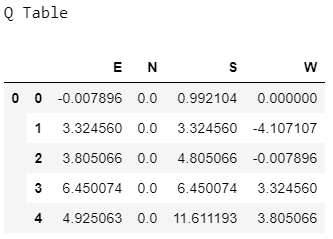 Q Table
E N S W
0 0 -0.007896 0.0 0.992104 0.000000
1 3.324560 0.0 3.324560 -4.107107
2 3.805066 0.0 4.805066 -0.007896
3 6.450074 0.0 6.450074 3.324560
4 4.925063 0.0 11.611193 3.805066